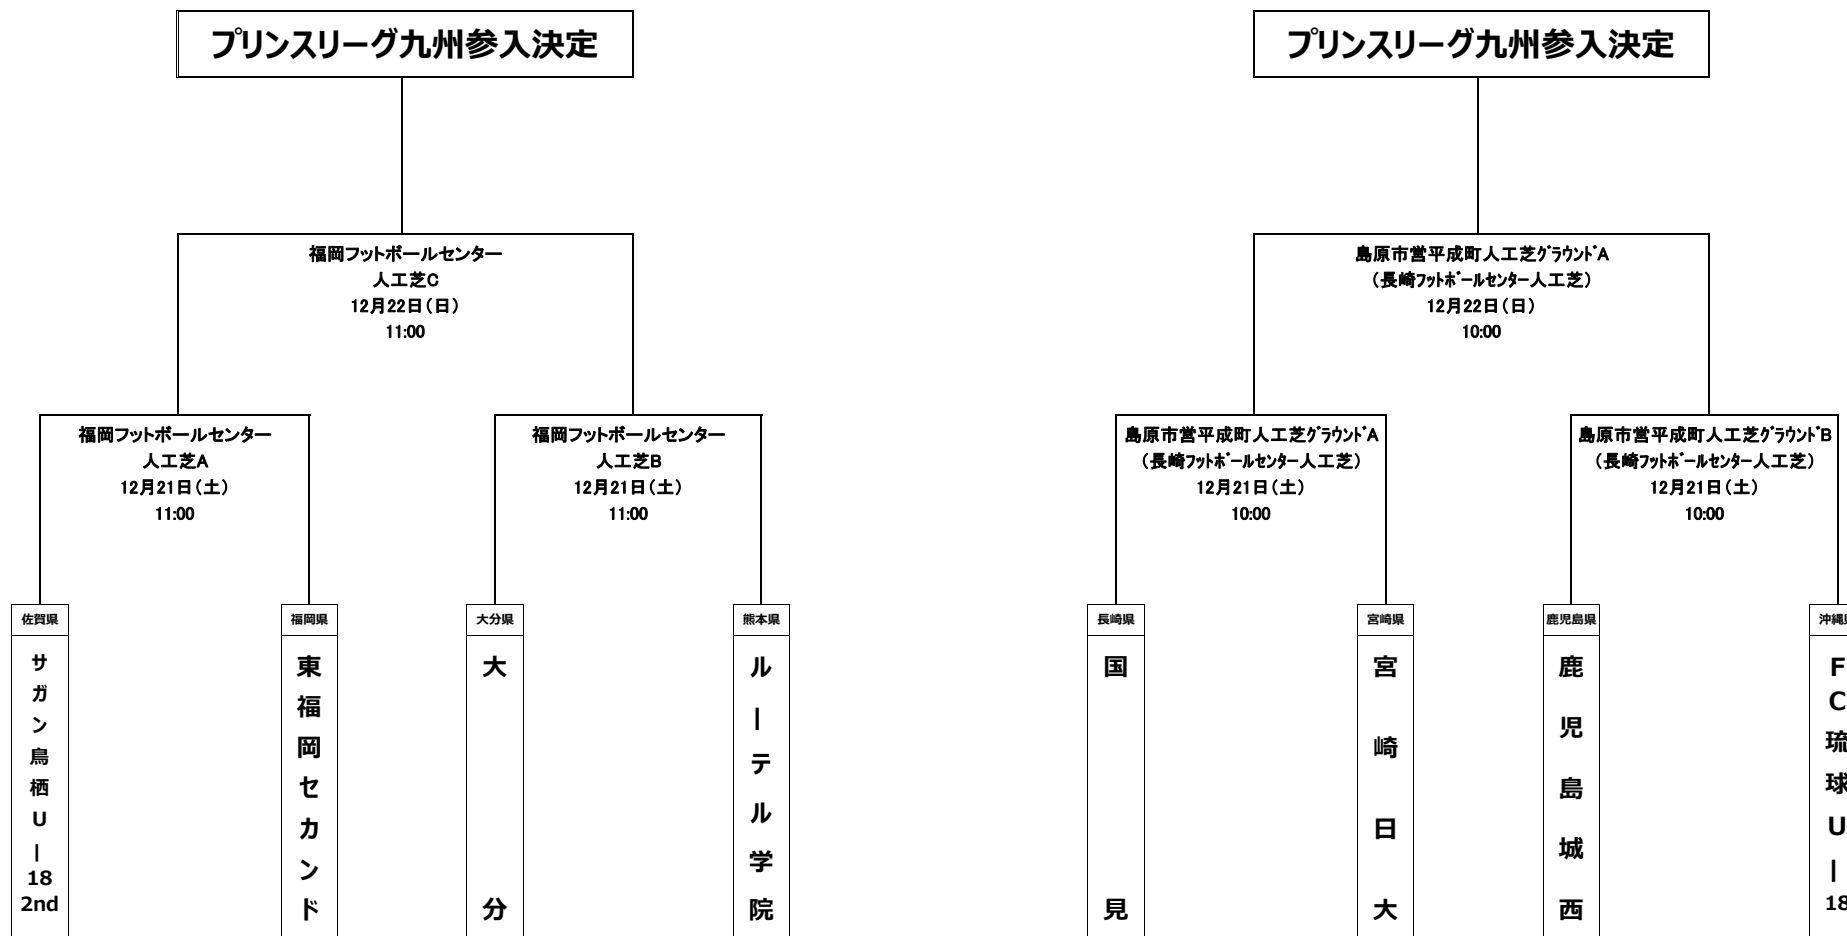 プリンスリーグ九州参入決定
プリンスリーグ九州参入決定
福岡フットボールセンター
人工芝C
12月22日(日)
11:00
島原市営平成町人工芝グラウンドA
(長崎フットボールセンター人工芝)
12月22日(日)
10:00
福岡フットボールセンター
人工芝A
12月21日(土)
11:00
福岡フットボールセンター
人工芝B
12月21日(土)
11:00
島原市営平成町人工芝グラウンドA
(長崎フットボールセンター人工芝)
12月21日(土)
10:00
島原市営平成町人工芝グラウンドB
(長崎フットボールセンター人工芝)
12月21日(土)
10:00
佐賀県
サガン鳥栖U-18 2nd
福岡県
東福岡セカンド
大分県
大分
熊本県
ルーテル学院
長崎県
国見
宮崎県
宮崎日大
鹿児島県
鹿児島城西
沖縄県
FC琉球U-18